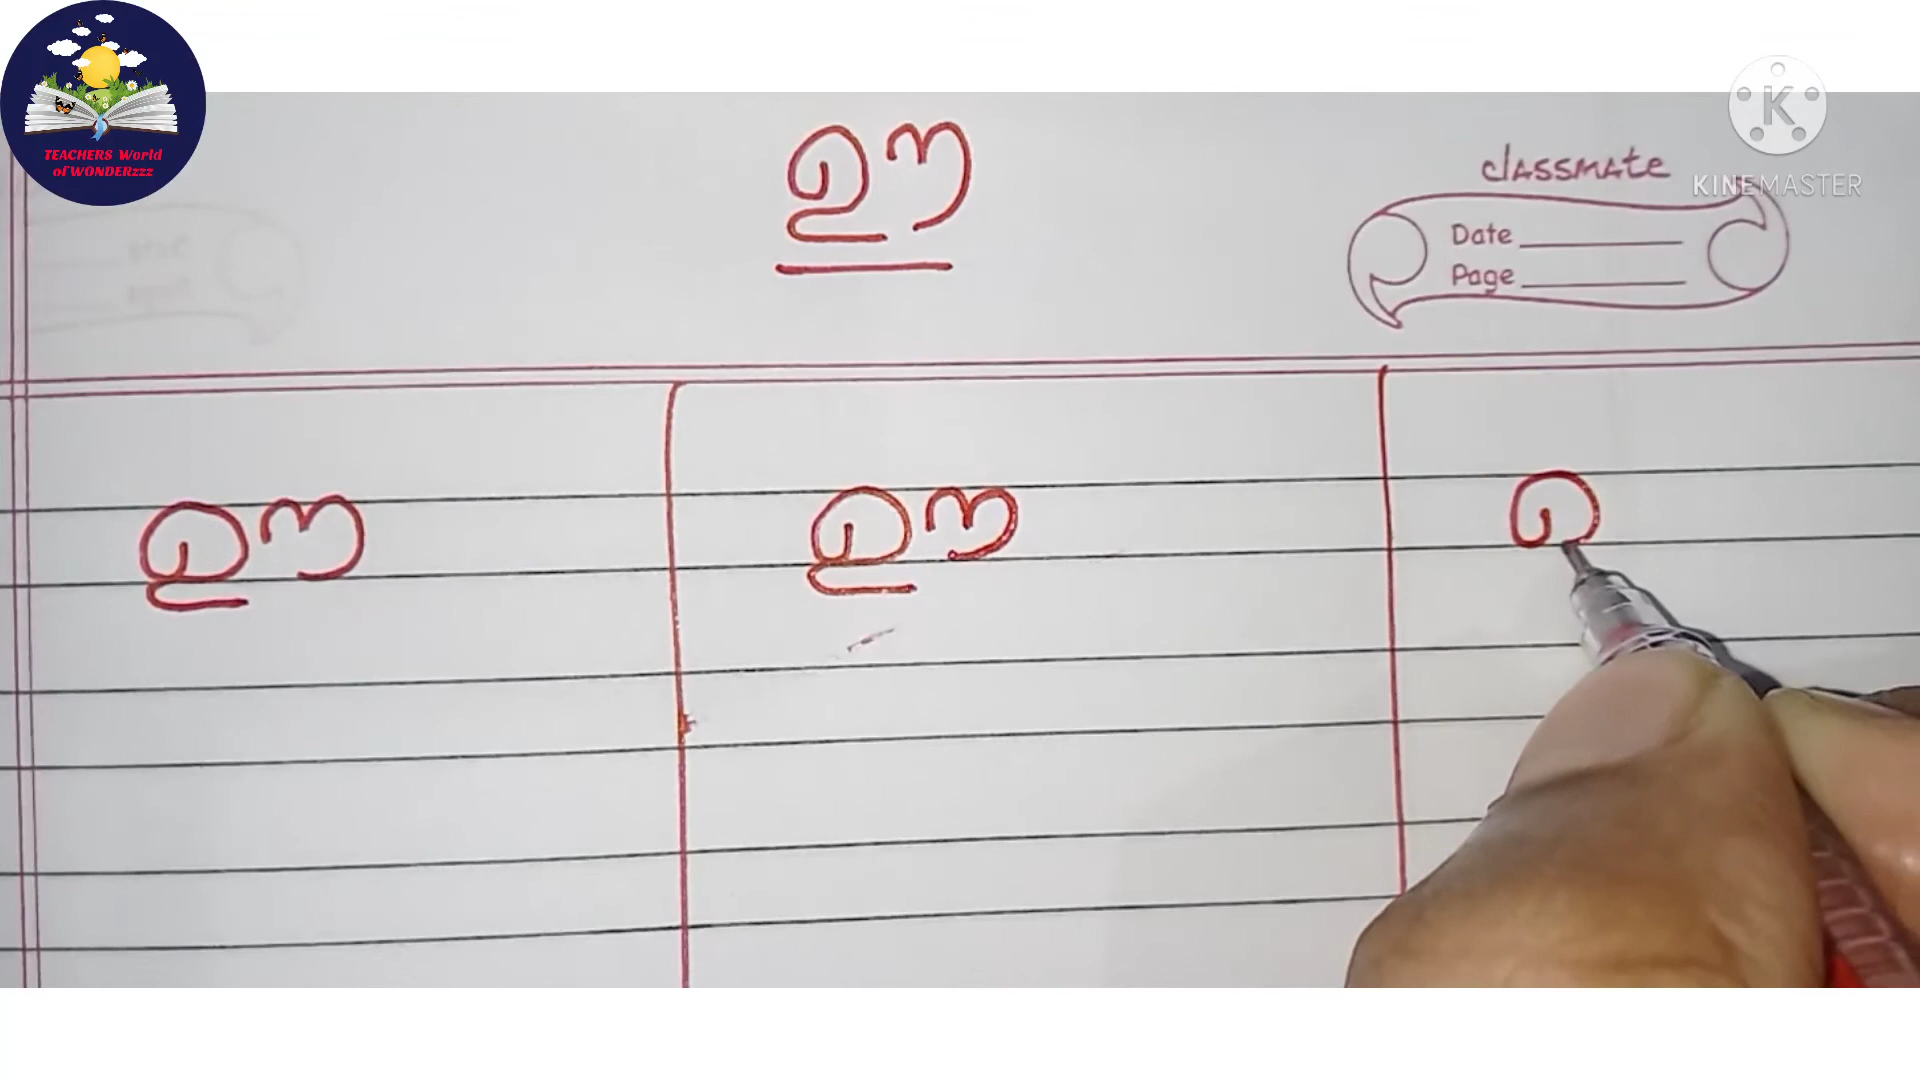 TEACHERS World
of WONDERzzz
ഊ
classmate
KINEMASTER
Date
Page
ഊ ഊ